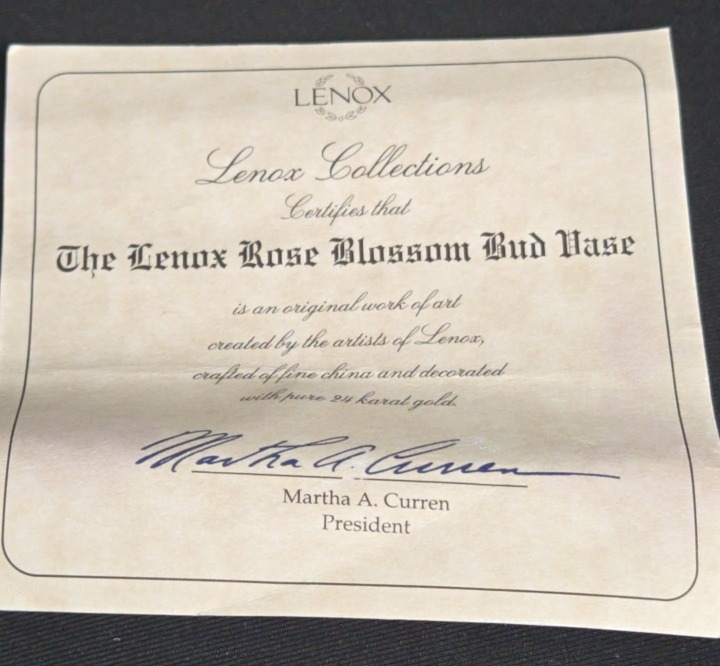 LENOX
Lenox Collections
Certifies that
The Lenox Rose Blossom Bud Vase
is an original work of art
created by the artists of Lenox,
crafted of fine china and decorated
with pure 24 karat gold.
Martha A. Curren
Martha A. Curren
President